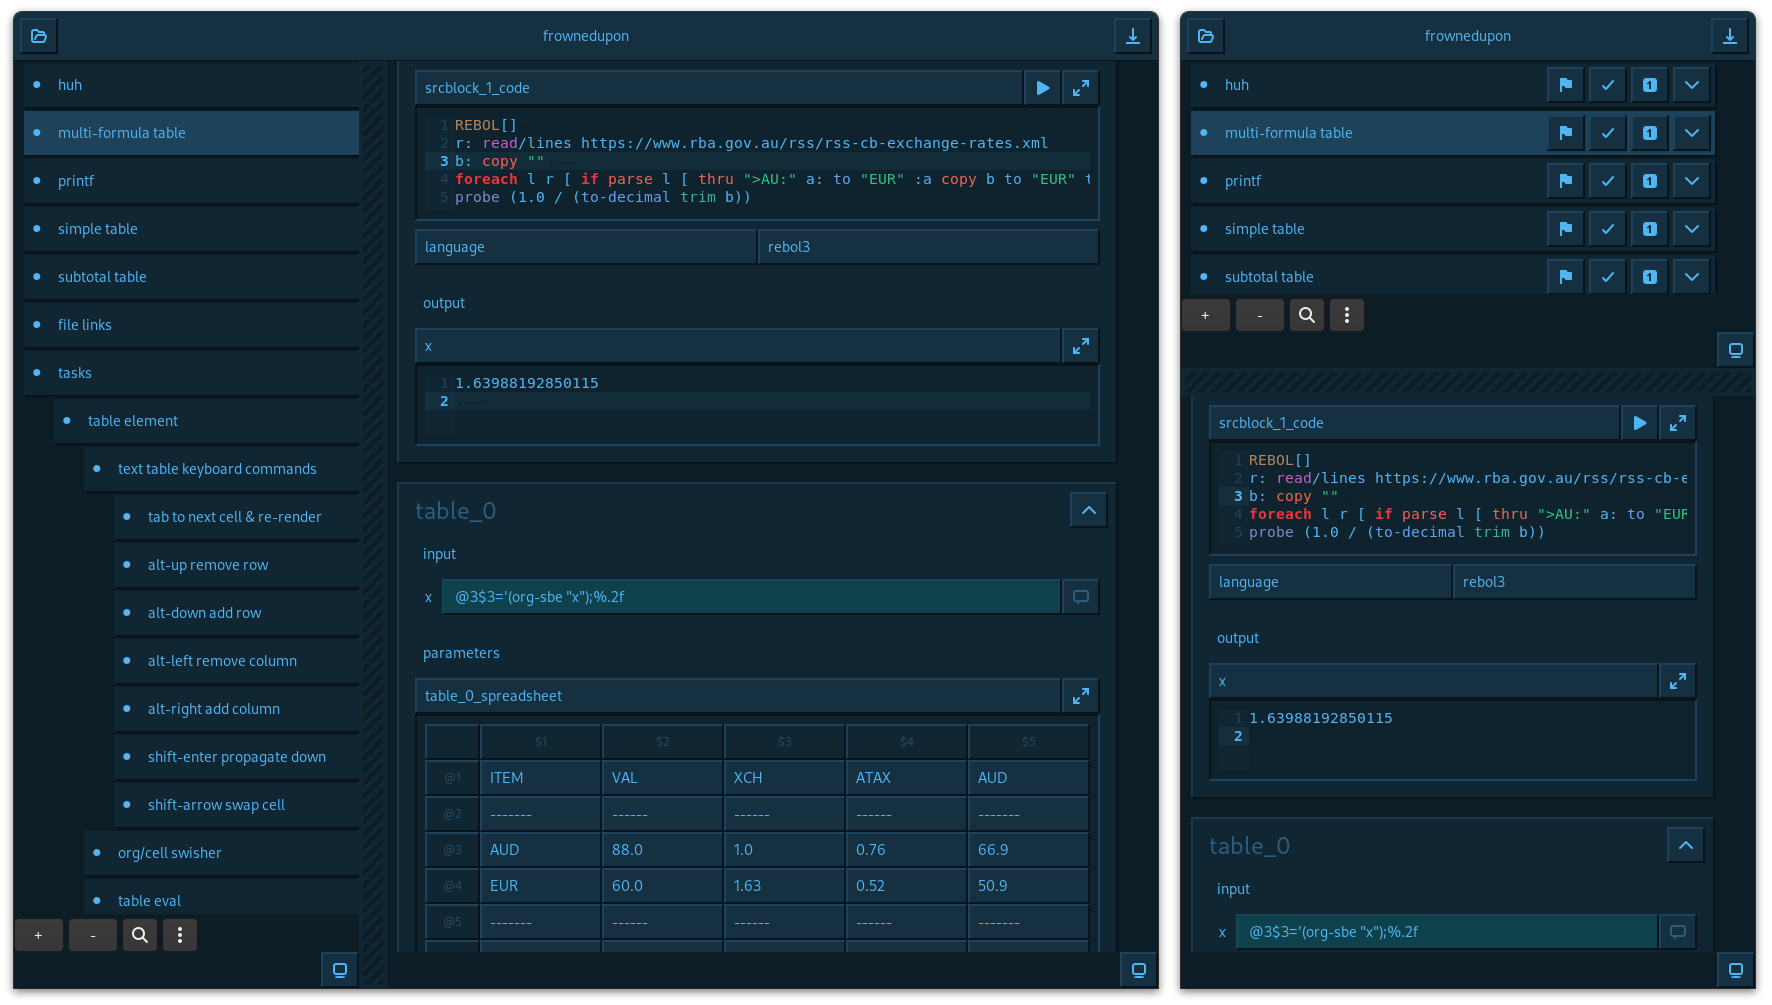 frownedupon
huh
multi-formula table
printf
simple table
subtotal table
file links
tasks
table element
text table keyboard commands
tab to next cell & re-render
alt-up remove row
alt-down add row
alt-left remove column
alt-right add column
shift-enter propagate down
shift-arrow swap cell
org/cell swisher
table eval
+ -
srcblock_1_code
1 REBOL[]
2 r: read/lines https://www.rba.gov.au/rss/rss-cb-exchange-rates.xml
3 b: copy ""
4 foreach l r [ if parse l [ thru ">AU:" a: to "EUR" :a copy b to "EUR" t
5 probe (1.0 / (to-decimal trim b))
language rebol3
output
x
1 1.63988192850115
2
table_0
input
x @3$3='(org-sbe "x");%.2f
parameters
table_0_spreadsheet
$1 $2 $3 $4 $5
@1 ITEM VAL XCH ATAX AUD
@2 ------- ------ ------ ------ -------
@3 AUD 88.0 1.0 0.76 66.9
@4 EUR 60.0 1.63 0.52 50.9
@5 ------- ------ ------ ------ -------
frownedupon
huh 1
multi-formula table 1
printf 1
simple table 1
subtotal table 1
+ -
srcblock_1_code
1 REBOL[]
2 r: read/lines https://www.rba.gov.au/rss/rss-cb-e
3 b: copy ""
4 foreach l r [ if parse l [ thru ">AU:" a: to "EUR
5 probe (1.0 / (to-decimal trim b))
language rebol3
output
x
1 1.63988192850115
2
table_0
input
x @3$3='(org-sbe "x");%.2f